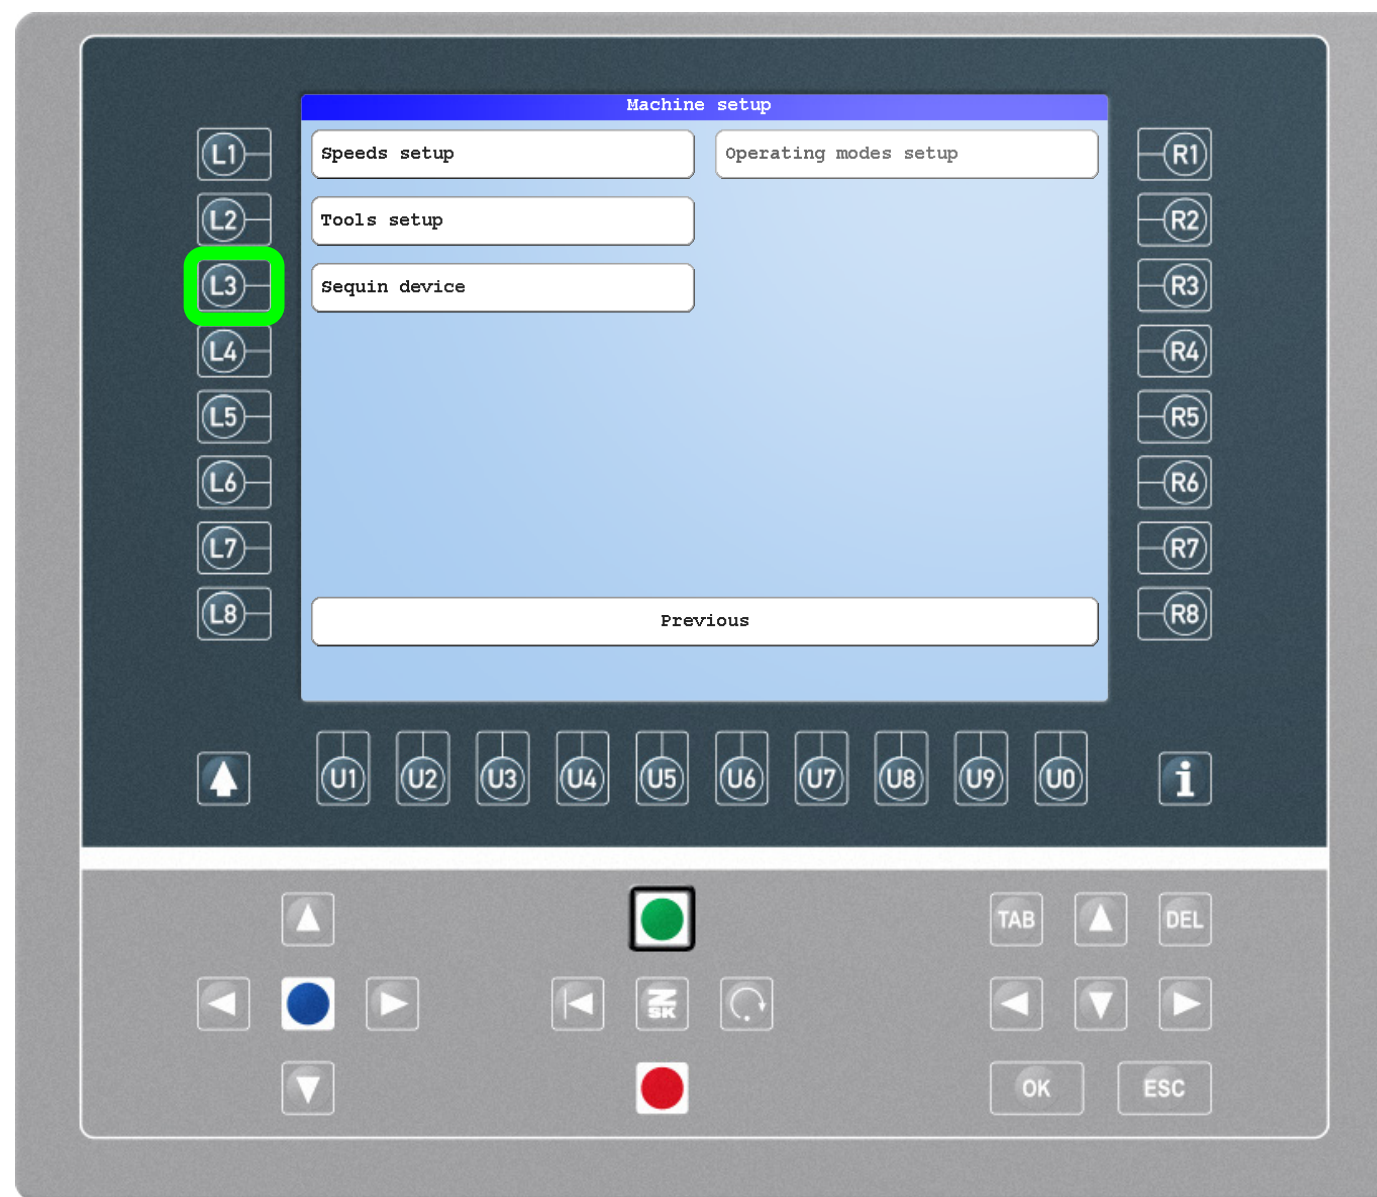 Machine setup
L1 Speeds setup Operating modes setup R1
L2 Tools setup R2
L3 Sequin device R3
L4 R4
L5 R5
L6 R6
L7 R7
L8 Previous R8
U1 U2 U3 U4 U5 U6 U7 U8 U9 U0 i
TAB DEL
ZSK
OK ESC